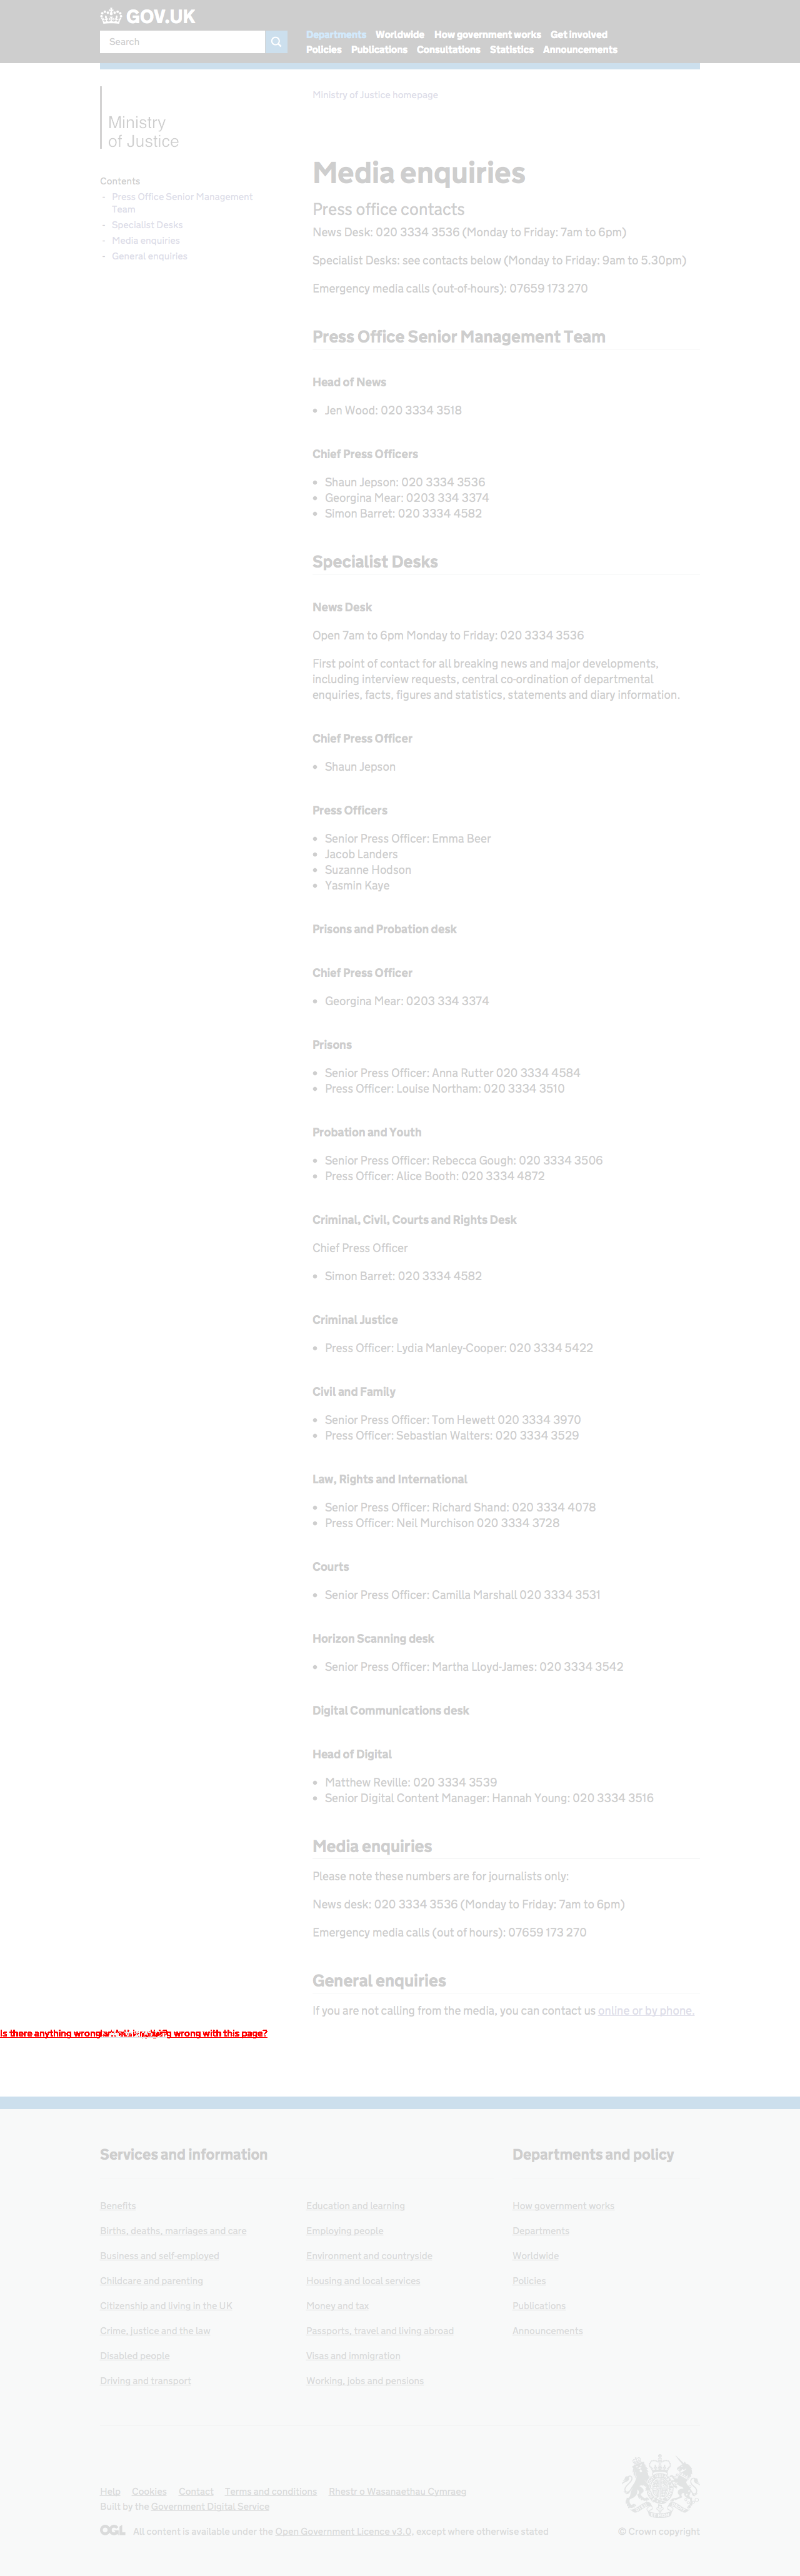 GOV.UK
Search
Departments Worldwide How government works Get involved
Policies Publications Consultations Statistics Announcements
Ministry of Justice homepage
Ministry
of Justice
Contents
- Press Office Senior Management
Team
- Specialist Desks
- Media enquiries
- General enquiries
Media enquiries
Press office contacts
News Desk: 020 3334 3536 (Monday to Friday: 7am to 6pm)
Specialist Desks: see contacts below (Monday to Friday: 9am to 5.30pm)
Emergency media calls (out-of-hours): 07659 173 270
Press Office Senior Management Team
Head of News
• Jen Wood: 020 3334 3518
Chief Press Officers
• Shaun Jepson: 020 3334 3536
• Georgina Mear: 0203 334 3374
• Simon Barret: 020 3334 4582
Specialist Desks
News Desk
Open 7am to 6pm Monday to Friday: 020 3334 3536
First point of contact for all breaking news and major developments,
including interview requests, central co-ordination of departmental
enquiries, facts, figures and statistics, statements and diary information.
Chief Press Officer
• Shaun Jepson
Press Officers
• Senior Press Officer: Emma Beer
• Jacob Landers
• Suzanne Hodson
• Yasmin Kaye
Prisons and Probation desk
Chief Press Officer
• Georgina Mear: 0203 334 3374
Prisons
• Senior Press Officer: Anna Rutter 020 3334 4584
• Press Officer: Louise Northam: 020 3334 3510
Probation and Youth
• Senior Press Officer: Rebecca Gough: 020 3334 3506
• Press Officer: Alice Booth: 020 3334 4872
Criminal, Civil, Courts and Rights Desk
Chief Press Officer
• Simon Barret: 020 3334 4582
Criminal Justice
• Press Officer: Lydia Manley-Cooper: 020 3334 5422
Civil and Family
• Senior Press Officer: Tom Hewett 020 3334 3970
• Press Officer: Sebastian Walters: 020 3334 3529
Law, Rights and International
• Senior Press Officer: Richard Shand: 020 3334 4078
• Press Officer: Neil Murchison 020 3334 3728
Courts
• Senior Press Officer: Camilla Marshall 020 3334 3531
Horizon Scanning desk
• Senior Press Officer: Martha Lloyd-James: 020 3334 3542
Digital Communications desk
Head of Digital
• Matthew Reville: 020 3334 3539
• Senior Digital Content Manager: Hannah Young: 020 3334 3516
Media enquiries
Please note these numbers are for journalists only:
News desk: 020 3334 3536 (Monday to Friday: 7am to 6pm)
Emergency media calls (out of hours): 07659 173 270
General enquiries
If you are not calling from the media, you can contact us online or by phone.
Is there anything wrong wrong with this page?
Services and information
Departments and policy
Benefits
Education and learning
How government works
Births, deaths, marriages and care
Employing people
Departments
Business and self-employed
Environment and countryside
Worldwide
Childcare and parenting
Housing and local services
Policies
Citizenship and living in the UK
Money and tax
Publications
Crime, justice and the law
Passports, travel and living abroad
Announcements
Disabled people
Visas and immigration
Driving and transport
Working, jobs and pensions
Help Cookies Contact Terms and conditions Rhestr o Wasanaethau Cymraeg
Built by the Government Digital Service
OGL All content is available under the Open Government Licence v3.0, except where otherwise stated
© Crown copyright